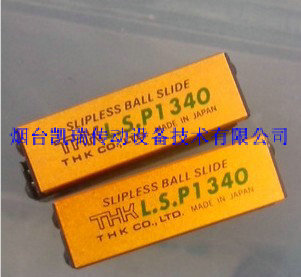 SLIPLESS BALL SLIDE
THK L.S.P1340
THK CO., LTD. MADE IN JAPAN
烟台凯瑞传动设备技术有限公司
SLIPLESS BALL SLIDE
THK L.S.P1340
THK CO., LTD. MADE IN JAPAN